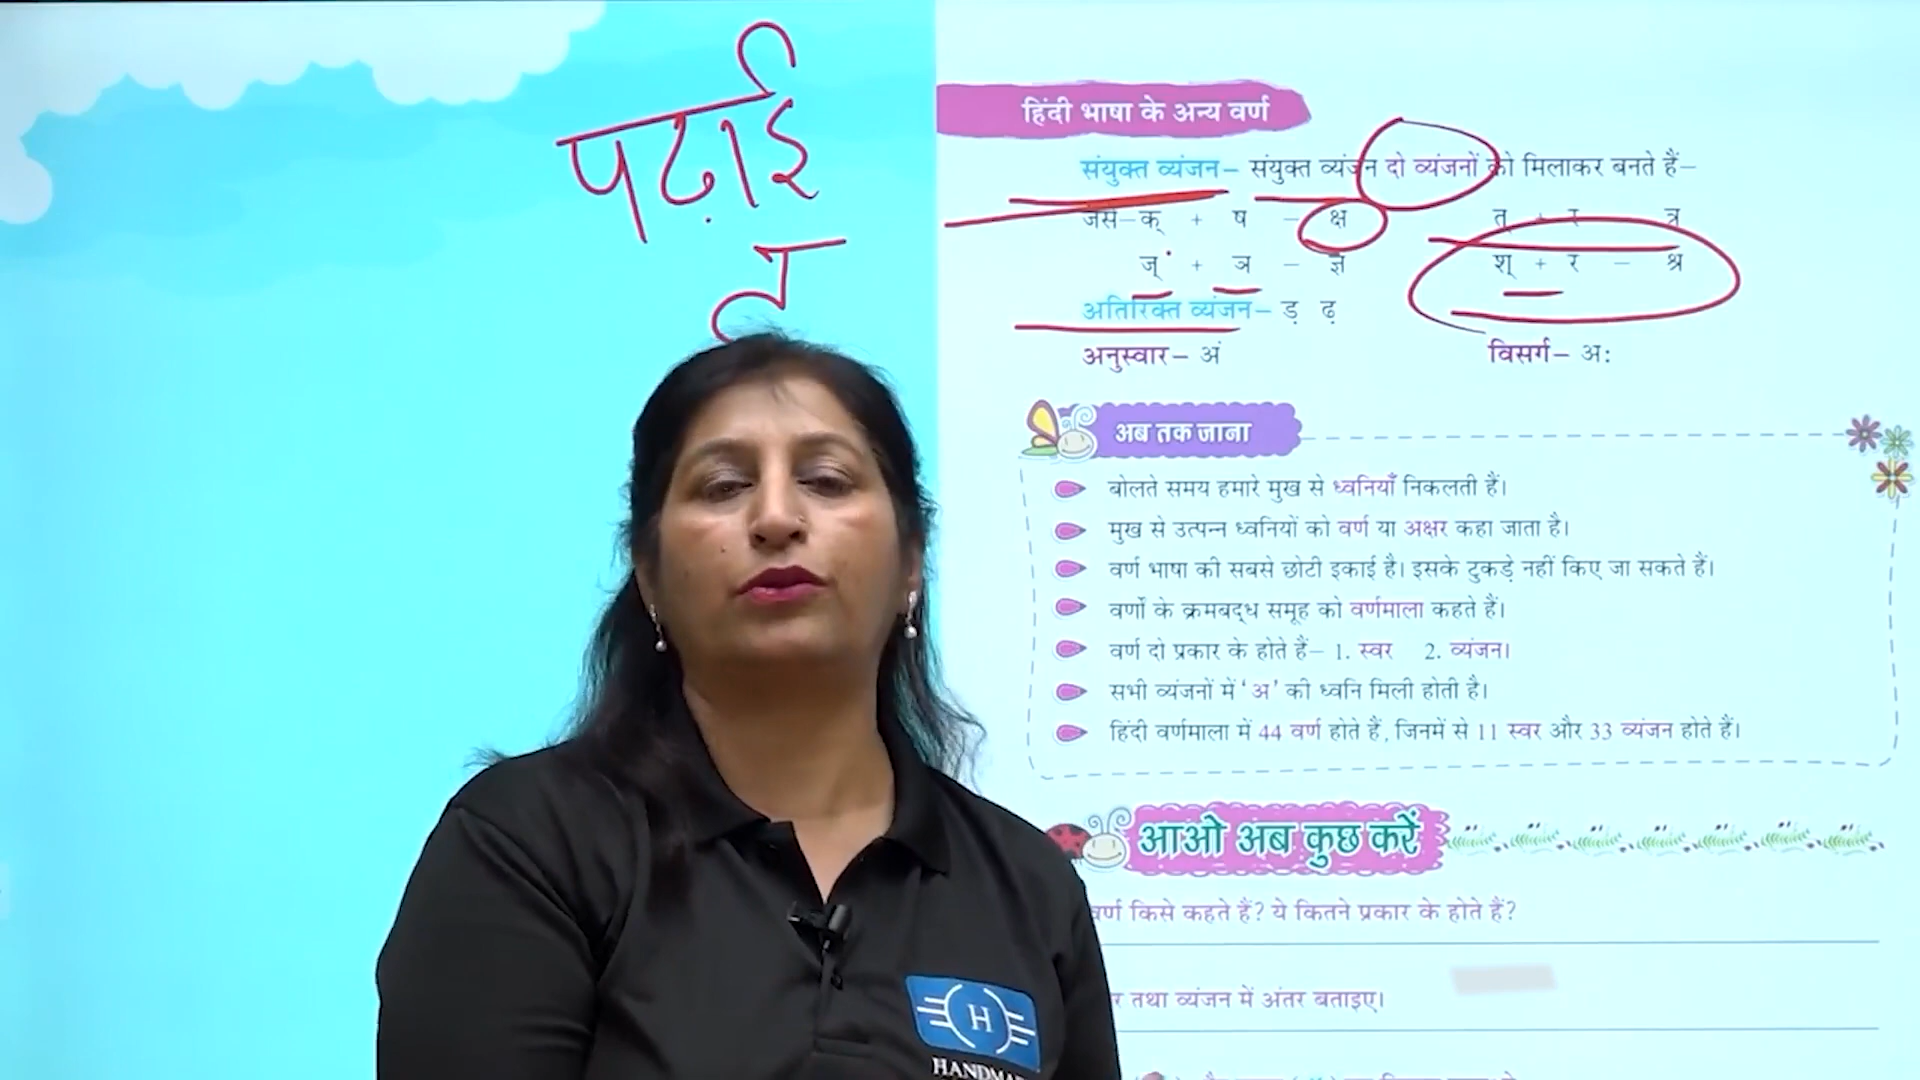 पढ़ाई
हिंदी भाषा के अन्य वर्ण
संयुक्त व्यंजन– संयुक्त व्यंजन दो व्यंजनों को मिलाकर बनते हैं–
जैसे– क् + ष – क्ष त् + र त्र
ज् + ञ – ज्ञ श् + र – श्र
अतिरिक्त व्यंजन– ड़ ढ़
अनुस्वार– अं विसर्ग– अः
अब तक जाना
बोलते समय हमारे मुख से ध्वनियाँ निकलती हैं।
मुख से उत्पन्न ध्वनियों को वर्ण या अक्षर कहा जाता है।
वर्ण भाषा की सबसे छोटी इकाई है। इसके टुकड़े नहीं किए जा सकते हैं।
वर्णों के क्रमबद्ध समूह को वर्णमाला कहते हैं।
वर्ण दो प्रकार के होते हैं– 1. स्वर 2. व्यंजन।
सभी व्यंजनों में ‘अ’ की ध्वनि मिली होती है।
हिंदी वर्णमाला में 44 वर्ण होते हैं, जिनमें से 11 स्वर और 33 व्यंजन होते हैं।
आओ अब कुछ करें
वर्ण किसे कहते हैं? ये कितने प्रकार के होते हैं?
तथा व्यंजन में अंतर बताइए।
H